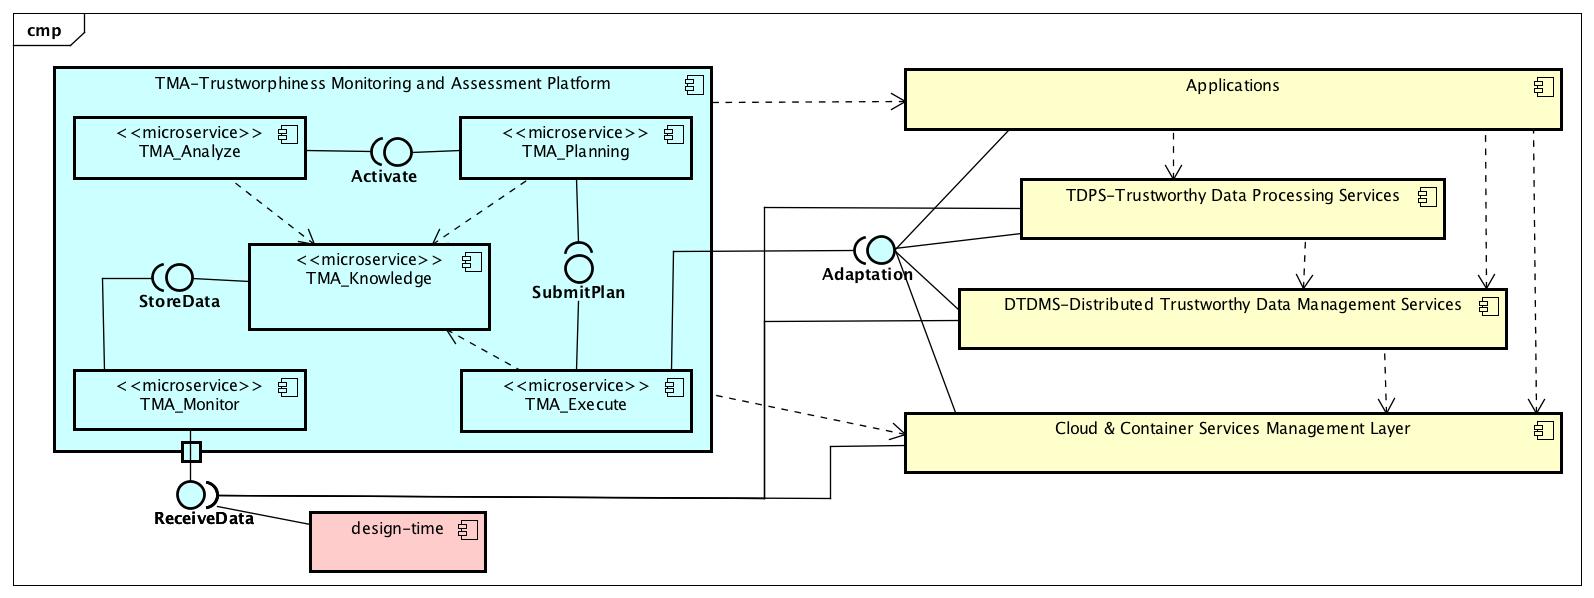 cmp
TMA-Trustworphiness Monitoring and Assessment Platform
<<microservice>>
TMA_Analyze
Activate
<<microservice>>
TMA_Planning
<<microservice>>
TMA_Knowledge
StoreData
SubmitPlan
<<microservice>>
TMA_Monitor
<<microservice>>
TMA_Execute
ReceiveData
design-time
Applications
TDPS-Trustworthy Data Processing Services
Adaptation
DTDMS-Distributed Trustworthy Data Management Services
Cloud & Container Services Management Layer